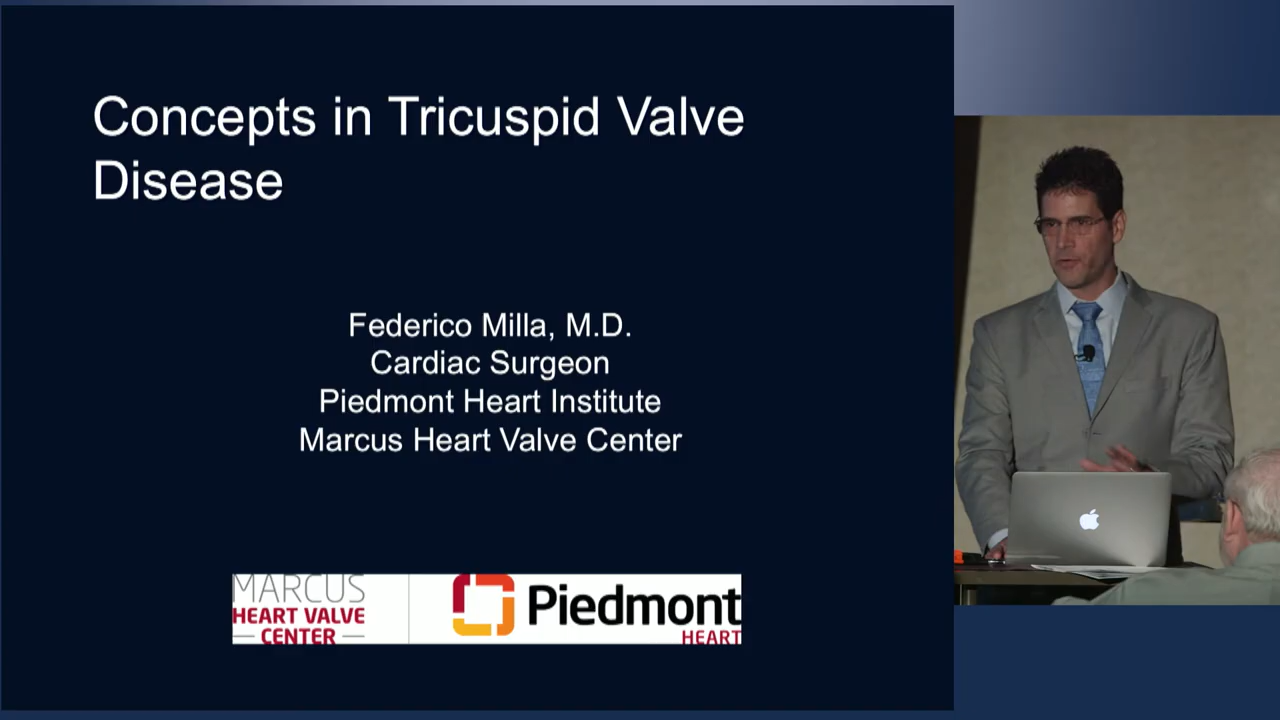 Concepts in Tricuspid Valve
Disease
Federico Milla, M.D.
Cardiac Surgeon
Piedmont Heart Institute
Marcus Heart Valve Center
MARCUS
HEART VALVE
CENTER
Piedmont
HEART